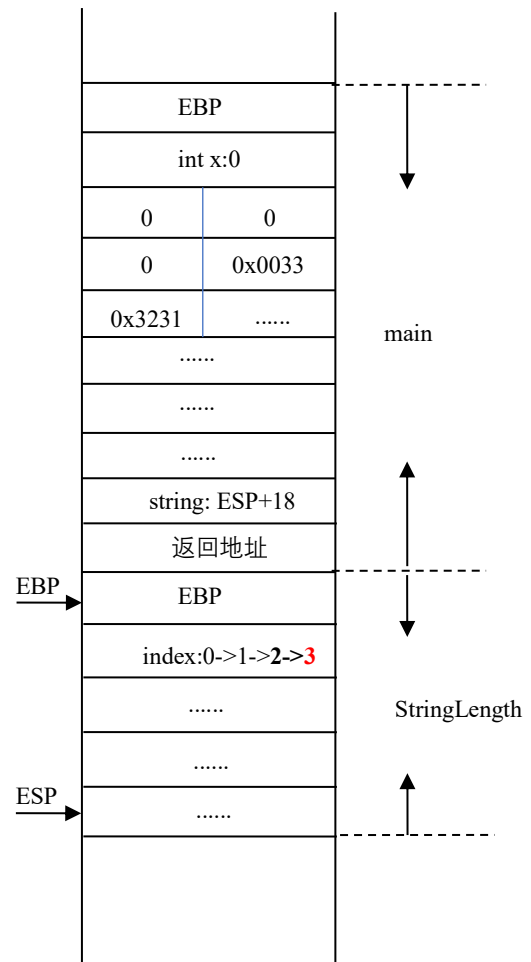 EBP
int x:0
0 0
0 0x0033
0x3231 ......
main
......
......
......
string: ESP+18
返回地址
EBP
EBP
index:0->1->2->3
......
StringLength
......
ESP
......